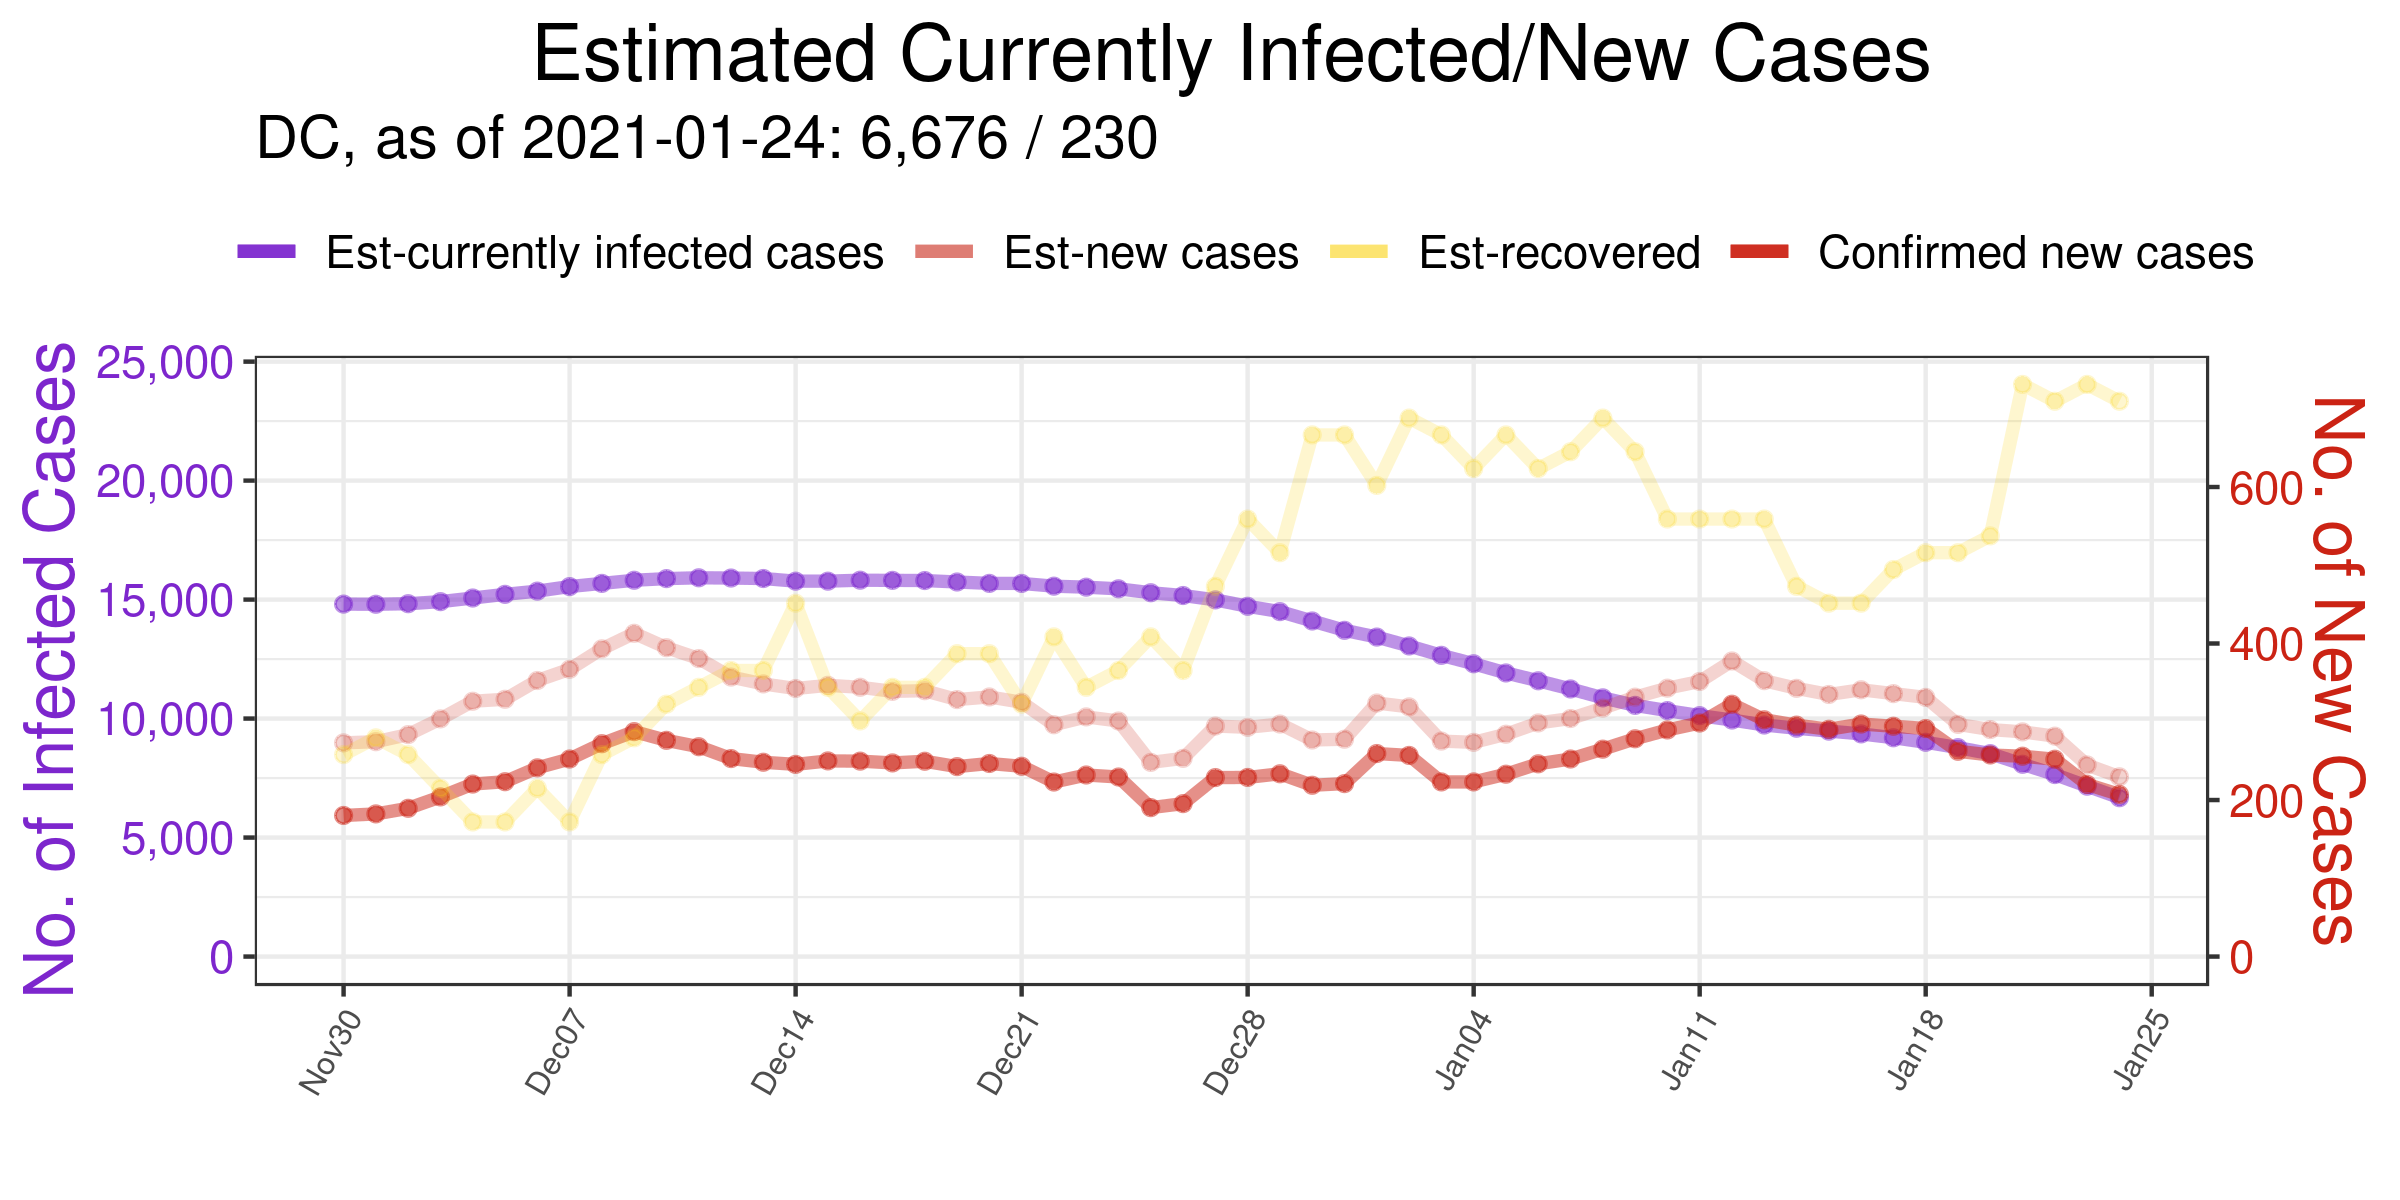 Estimated Currently Infected/New Cases
DC, as of 2021-01-24: 6,676 / 230
Est-currently infected cases Est-new cases Est-recovered Confirmed new cases
No. of Infected Cases
25,000
20,000
15,000
10,000
5,000
0
600
400
200
0
No. of New Cases
Nov30 Dec07 Dec14 Dec21 Dec28 Jan04 Jan11 Jan18 Jan25